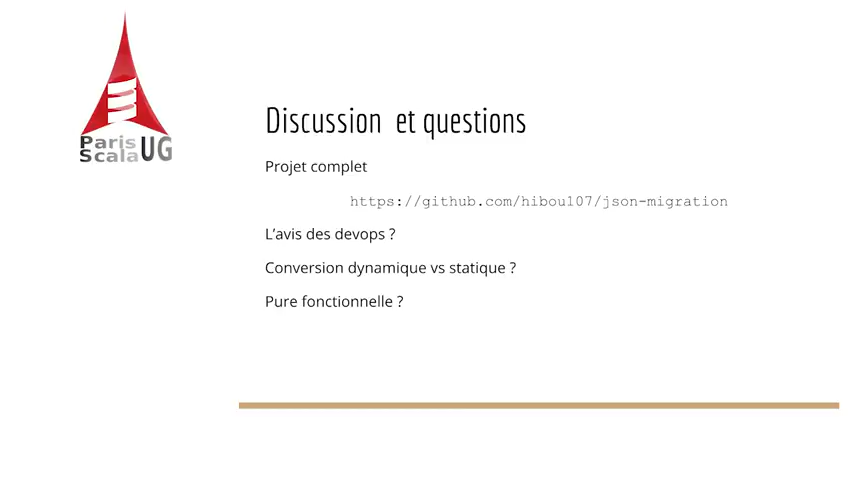 Paris
Scala UG
Discussion et questions
Projet complet
https://github.com/hibou107/json-migration
L’avis des devops ?
Conversion dynamique vs statique ?
Pure fonctionnelle ?